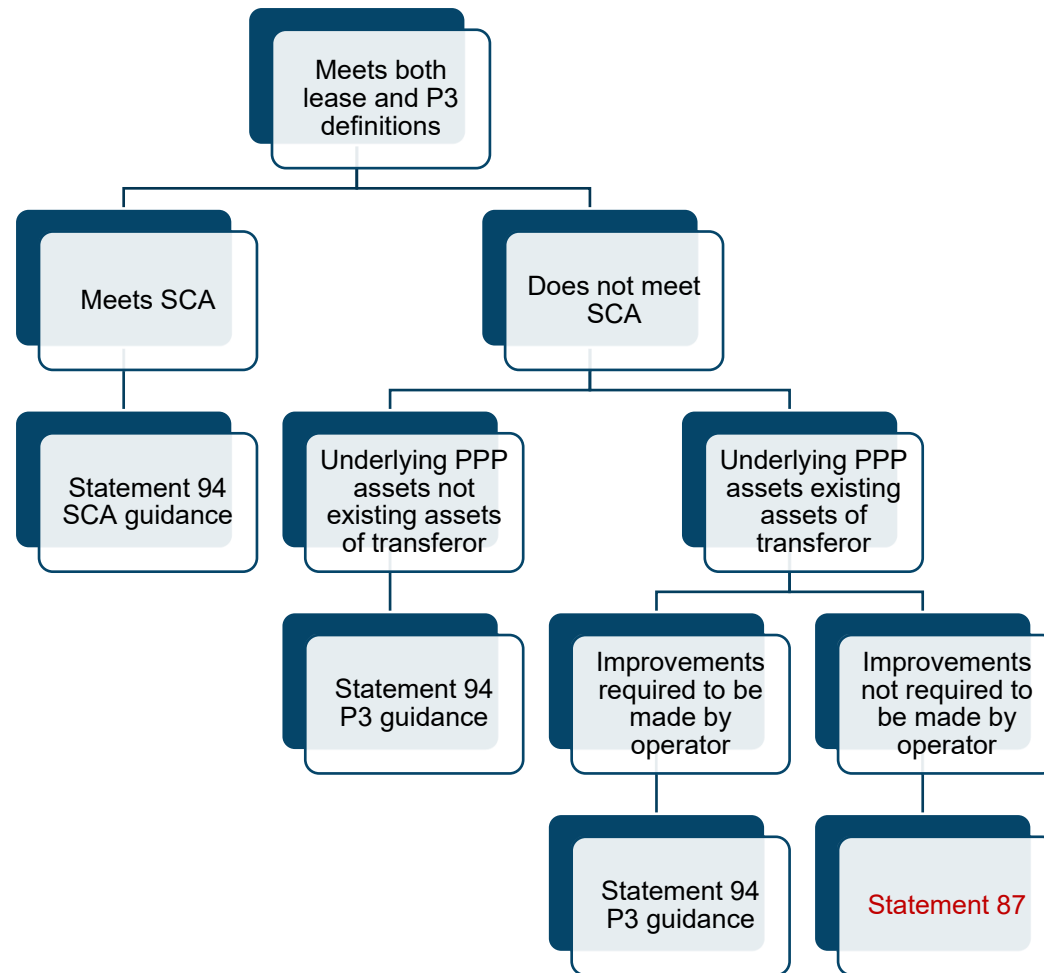 Meets both
lease and P3
definitions
Meets SCA
Does not meet
SCA
Statement 94
SCA guidance
Underlying PPP
assets not
existing assets
of transferor
Underlying PPP
assets existing
assets of
transferor
Statement 94
P3 guidance
Improvements
required to be
made by
operator
Improvements
not required to
be made by
operator
Statement 94
P3 guidance
Statement 87